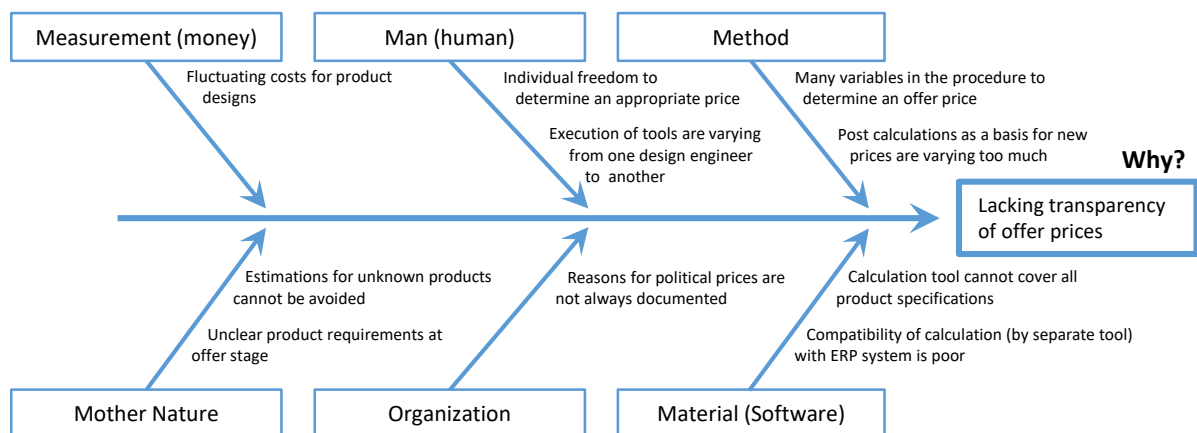 Measurement (money)
Man (human)
Method
Fluctuating costs for product
designs
Individual freedom to
determine an appropriate price
Execution of tools are varying
from one design engineer
to another
Many variables in the procedure to
determine an offer price
Post calculations as a basis for new
prices are varying too much
Why?
Lacking transparency
of offer prices
Estimations for unknown products
cannot be avoided
Unclear product requirements at
offer stage
Reasons for political prices are
not always documented
Calculation tool cannot cover all
product specifications
Compatibility of calculation (by separate tool)
with ERP system is poor
Mother Nature
Organization
Material (Software)